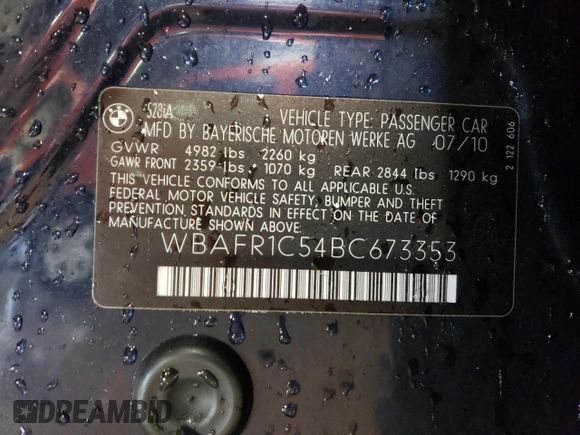 BMW
528iA
VEHICLE TYPE: PASSENGER CAR
MFD BY BAYERISCHE MOTOREN WERKE AG 07/10
GVWR 4982 lbs 2260 kg
GAWR FRONT 2359 lbs 1070 kg REAR 2844 lbs 1290 kg
THIS VEHICLE CONFORMS TO ALL APPLICABLE U.S.
FEDERAL MOTOR VEHICLE SAFETY, BUMPER AND THEFT
PREVENTION STANDARDS IN EFFECT ON THE DATE OF
MANUFACTURE SHOWN ABOVE.
WBAFR1C54BC673353
2 122 606
DREAMBID